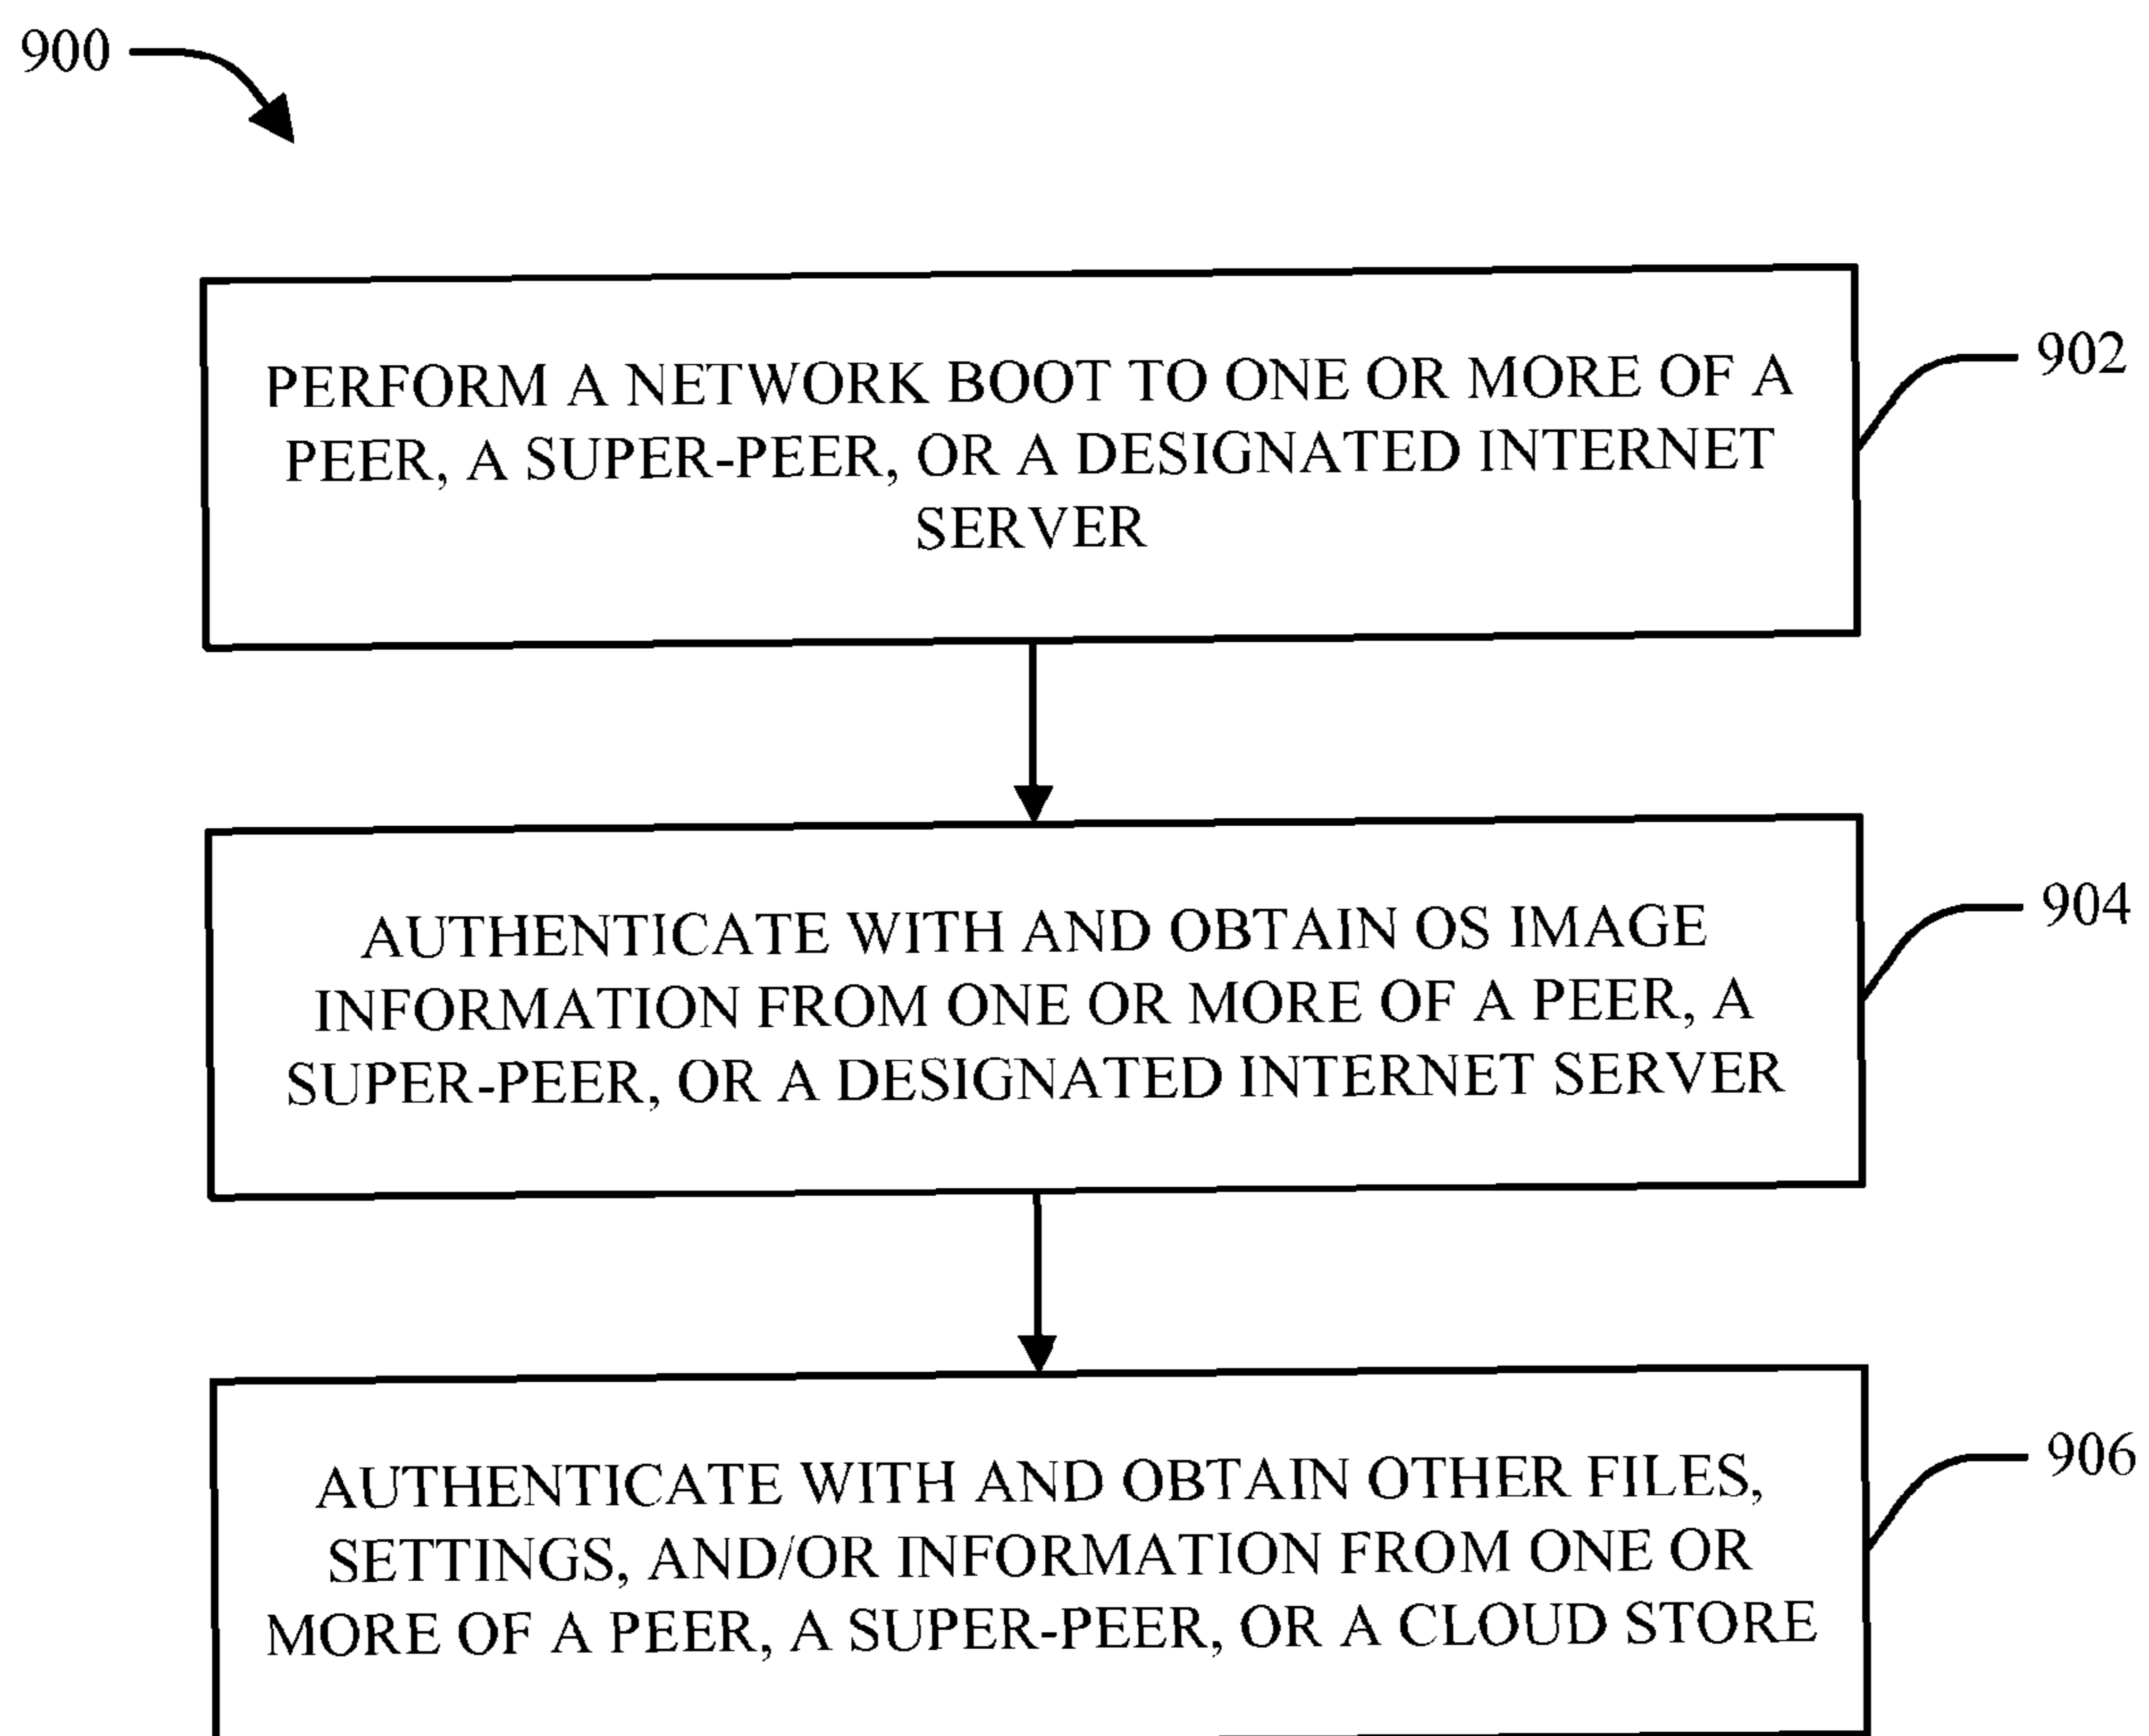 900
PERFORM A NETWORK BOOT TO ONE OR MORE OF A
PEER, A SUPER-PEER, OR A DESIGNATED INTERNET
SERVER
902
AUTHENTICATE WITH AND OBTAIN OS IMAGE
INFORMATION FROM ONE OR MORE OF A PEER, A
SUPER-PEER, OR A DESIGNATED INTERNET SERVER
904
AUTHENTICATE WITH AND OBTAIN OTHER FILES,
SETTINGS, AND/OR INFORMATION FROM ONE OR
MORE OF A PEER, A SUPER-PEER, OR A CLOUD STORE
906